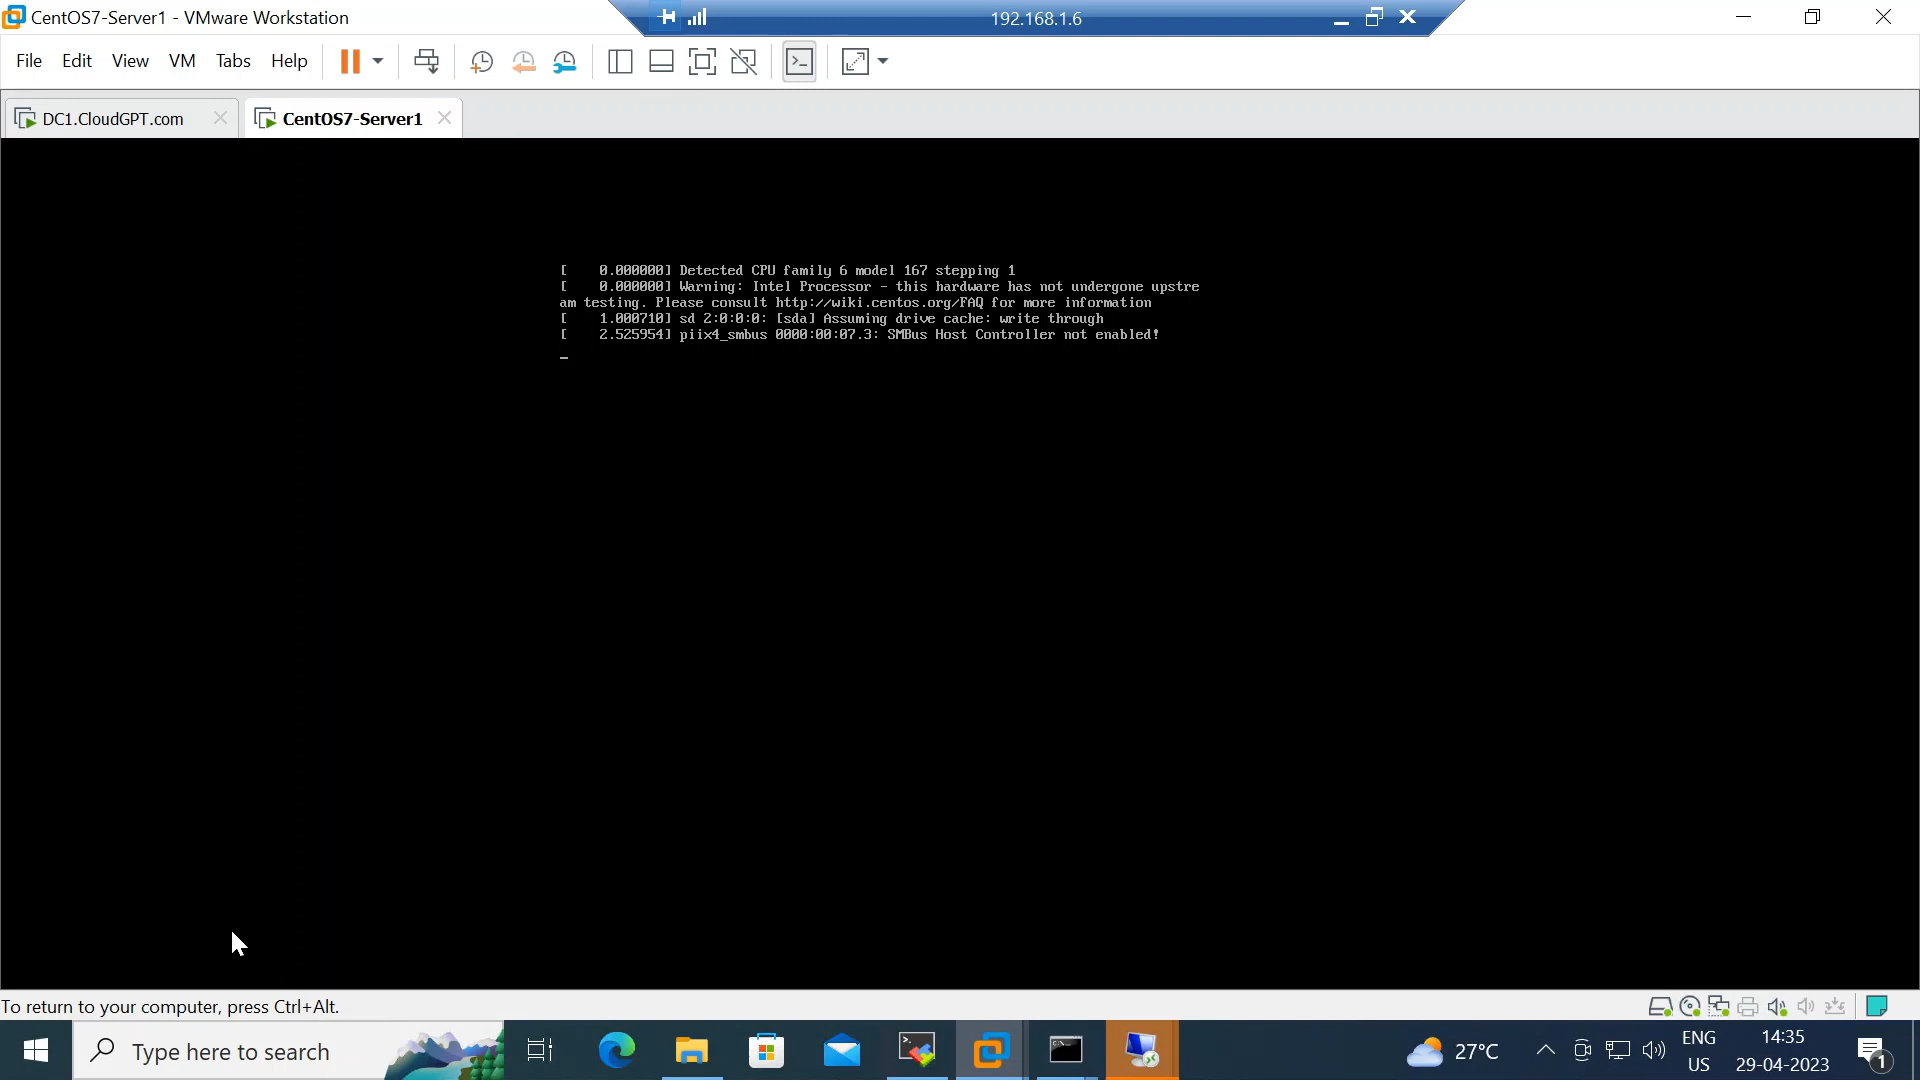 CentOS7-Server1 - VMware Workstation
192.168.1.6
File Edit View VM Tabs Help
DC1.CloudGPT.com
CentOS7-Server1
[    0.000000] Detected CPU family 6 model 167 stepping 1
[    0.000000] Warning: Intel Processor - this hardware has not undergone upstre
am testing. Please consult http://wiki.centos.org/FAQ for more information
[    1.000710] sd 2:0:0:0: [sda] Assuming drive cache: write through
[    2.525954] piix4_smbus 0000:00:07.3: SMBus Host Controller not enabled!
To return to your computer, press Ctrl+Alt.
Type here to search
27°C
ENG
US
14:35
29-04-2023
1